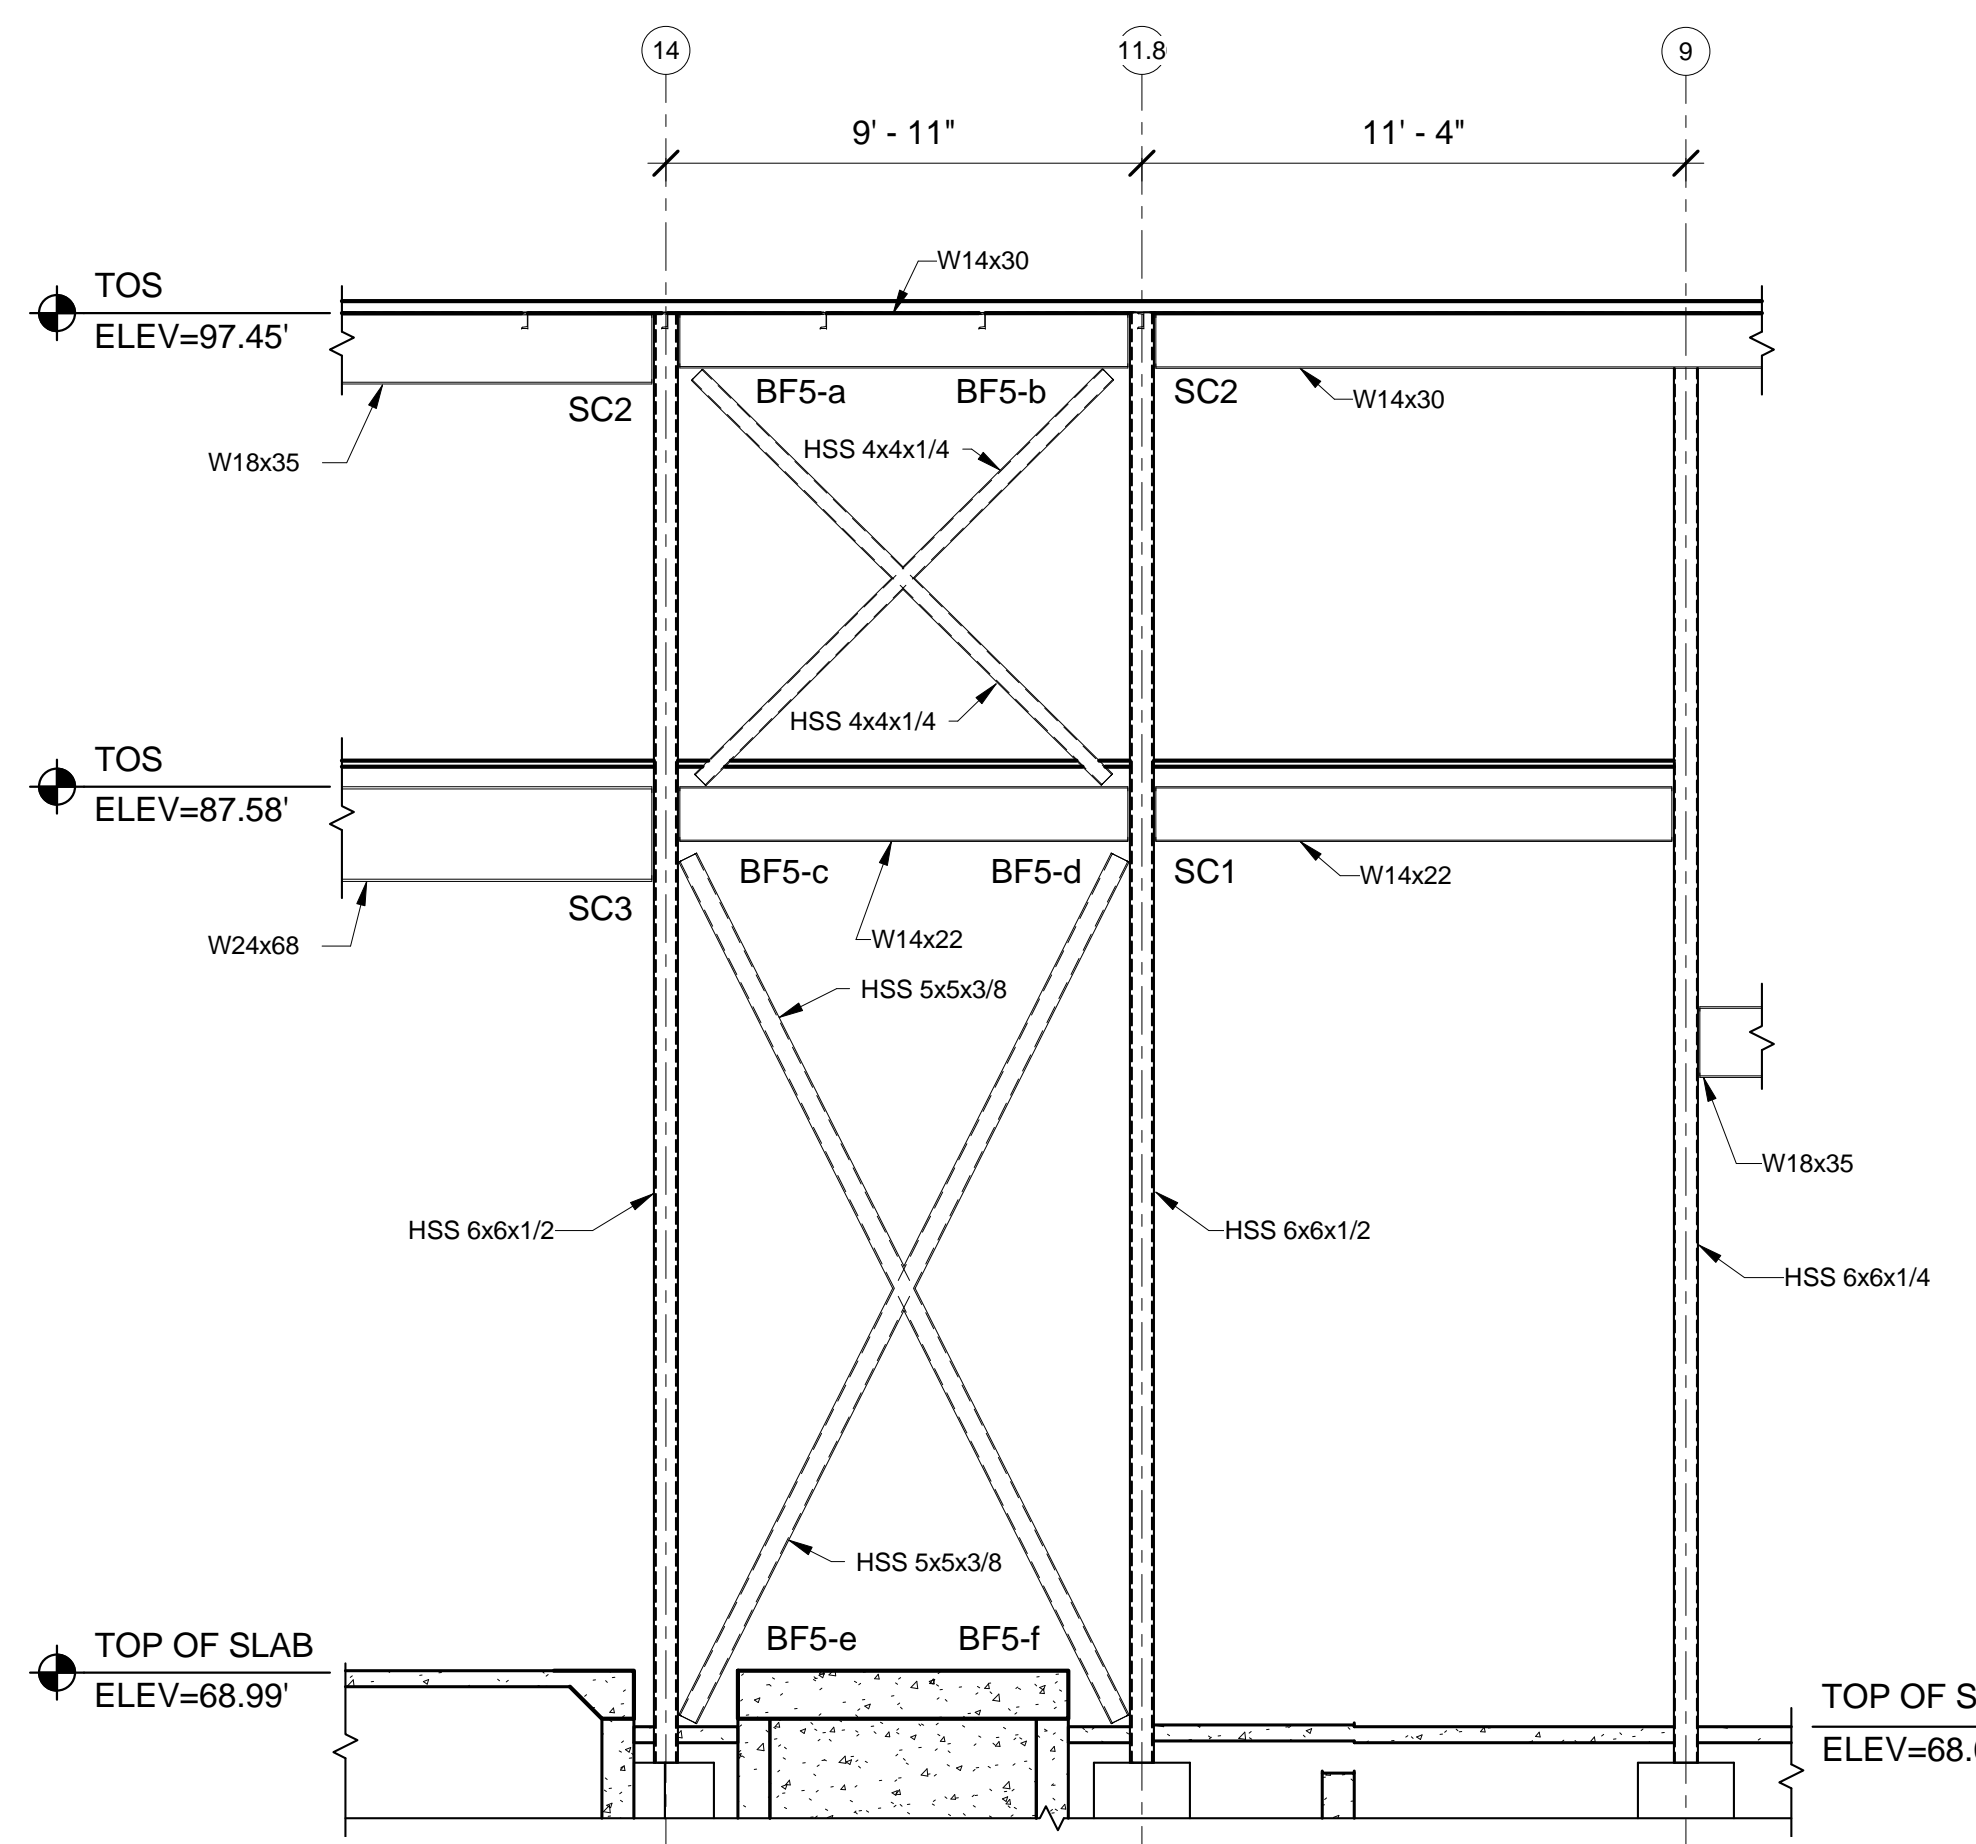 14
11.8
9
9' - 11"
11' - 4"
W14x30
TOS
ELEV=97.45'
BF5-a
BF5-b
SC2
SC2
W14x30
W18x35
HSS 4x4x1/4
HSS 4x4x1/4
TOS
ELEV=87.58'
BF5-c
BF5-d
SC1
W14x22
SC3
W24x68
W14x22
HSS 5x5x3/8
W18x35
HSS 6x6x1/2
HSS 6x6x1/2
HSS 6x6x1/4
HSS 5x5x3/8
BF5-e
BF5-f
TOP OF SLAB
ELEV=68.99'
TOP OF